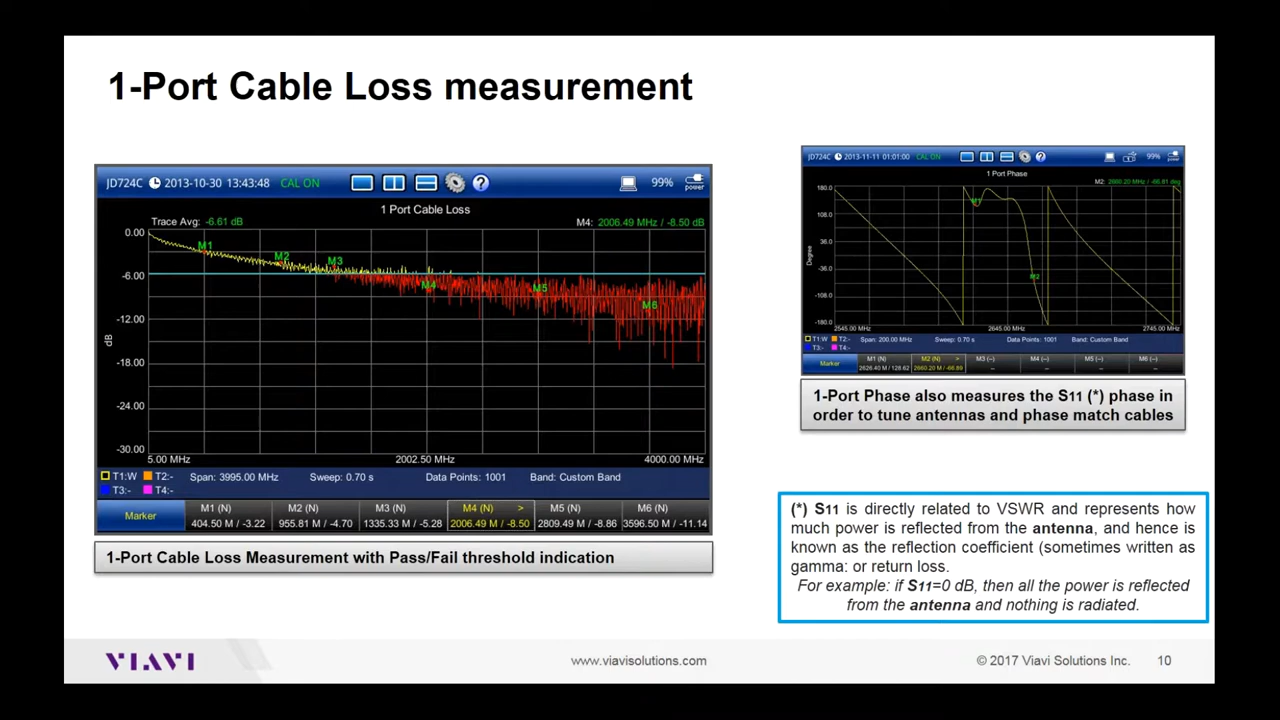 1-Port Cable Loss measurement
JD724C 2013-10-30 13:43:48 CAL ON 99% power
1 Port Cable Loss
Trace Avg: -6.61 dB M4: 2006.49 MHz / -8.50 dB
0.00
-6.00
-12.00
-18.00
-24.00
-30.00
dB
M1
M2
M3
M4
M5
M6
5.00 MHz 2002.50 MHz 4000.00 MHz
T1:W T2:- Span: 3995.00 MHz Sweep: 0.70 s Data Points: 1001 Band: Custom Band
T3:- T4:-
Marker
M1 (N) M2 (N) M3 (N) M4 (N) > M5 (N) M6 (N)
404.50 M / -3.22 955.81 M / -4.70 1335.33 M / -5.28 2006.49 M / -8.50 2809.49 M / -8.86 3596.50 M / -11.14
1-Port Cable Loss Measurement with Pass/Fail threshold indication
JD724C 2013-11-11 01:01:00 CAL ON 99% power
1 Port Phase
M2: 2660.20 MHz / -66.81 deg
180.0
108.0
36.0
-36.0
-108.0
-180.0
Degree
M1
M2
2545.00 MHz 2645.00 MHz 2745.00 MHz
T1:W T2:- Span: 200.00 MHz Sweep: 0.70 s Data Points: 1001 Band: Custom Band
T3:- T4:-
Marker
M1 (N) M2 (N) > M3 (--) M4 (--) M5 (--) M6 (--)
2626.40 M / 128.62 2660.20 M / -66.89 -- -- -- --
1-Port Phase also measures the S11 (*) phase in
order to tune antennas and phase match cables
(*) S11 is directly related to VSWR and represents how
much power is reflected from the antenna, and hence is
known as the reflection coefficient (sometimes written as
gamma: or return loss.
For example: if S11=0 dB, then all the power is reflected
from the antenna and nothing is radiated.
VIAVI www.viavisolutions.com © 2017 Viavi Solutions Inc. 10